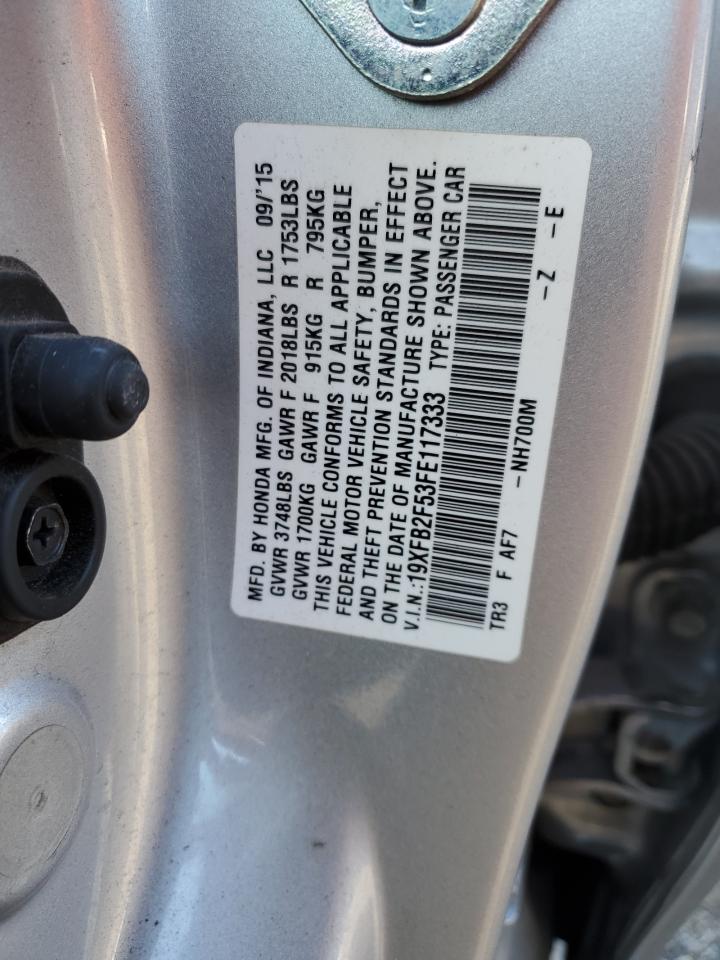 MFD. BY HONDA MFG. OF INDIANA, LLC 09/'15
GVWR 3748LBS GAWR F 2018LBS R 1753LBS
GVWR 1700KG GAWR F 915KG R 795KG
THIS VEHICLE CONFORMS TO ALL APPLICABLE
FEDERAL MOTOR VEHICLE SAFETY, BUMPER,
AND THEFT PREVENTION STANDARDS IN EFFECT
ON THE DATE OF MANUFACTURE SHOWN ABOVE.
V.I.N.:19XFB2F53FE117333 TYPE: PASSENGER CAR
TR3 F AF7 -NH700M -Z -E